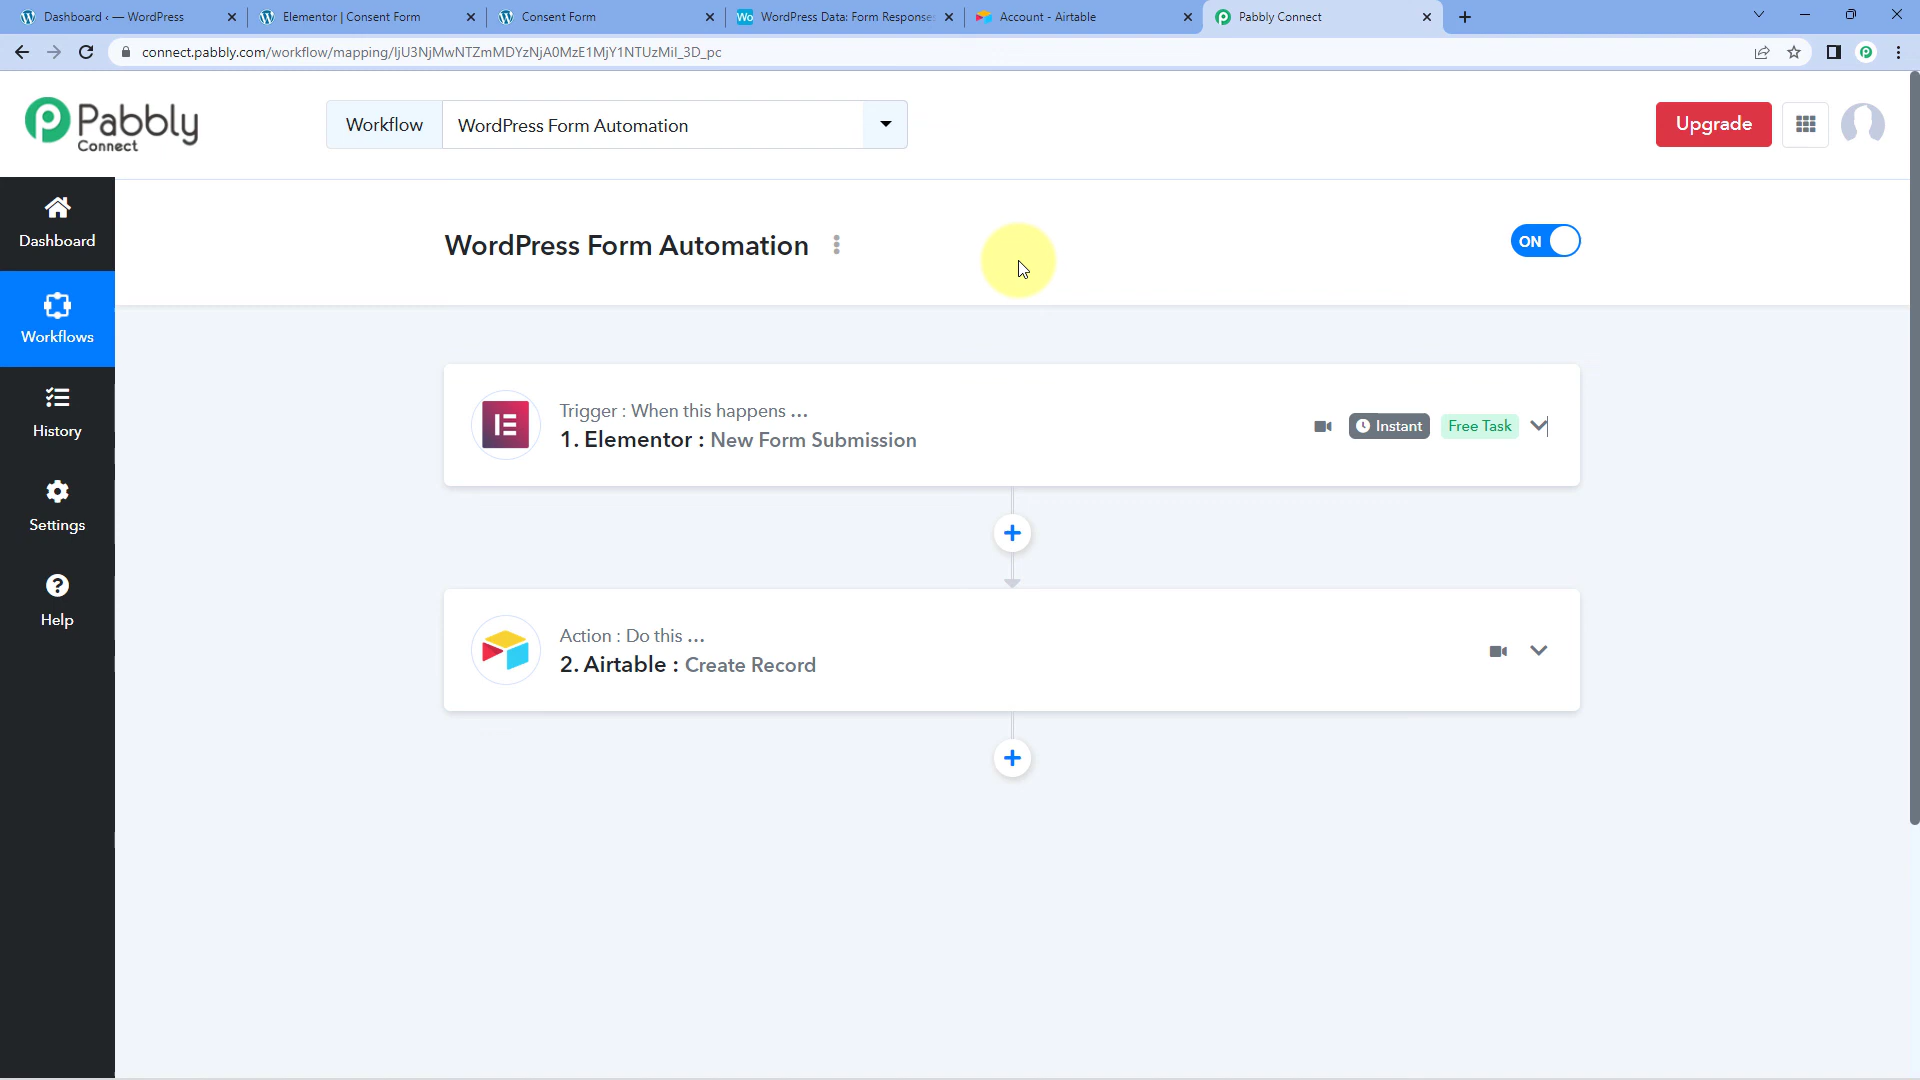 Dashboard ‹ — WordPress
Elementor | Consent Form
Consent Form
Wo WordPress Data: Form Response
Account - Airtable
Pabbly Connect
connect.pabbly.com/workflow/mapping/IjU3NjMwNTZmMDYzNjA0MzE1MjY1NTUzMiI_3D_pc
Pabbly
Connect
Workflow
WordPress Form Automation
Upgrade
Dashboard
WordPress Form Automation
ON
Workflows
Trigger : When this happens ...
1. Elementor : New Form Submission
Instant
Free Task
History
Settings
Help
Action : Do this ...
2. Airtable : Create Record